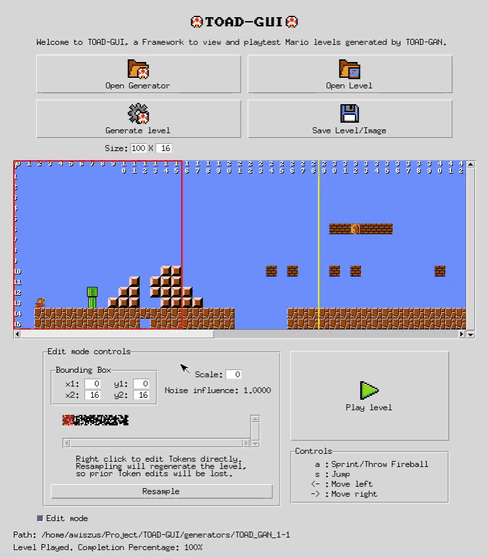 TOAD-GUI
Welcome to TOAD-GUI, a Framework to view and playtest Mario levels generated by TOAD-GAN.
Open Generator
Open Level
Generate level
Save Level/Image
Size: 100 X 16
Edit mode controls
Bounding Box
x1: 0 y1: 0
x2: 16 y2: 16
Scale: 0
Noise influence: 1.0000
Right click to edit Tokens directly.
Resampling will regenerate the level,
so prior Token edits will be lost.
Resample
Play level
Controls
a : Sprint/Throw Fireball
s : Jump
<- : Move left
-> : Move right
Edit mode
Path: /home/awiszus/Project/TOAD-GUI/generators/TOAD_GAN_1-1
Level Played. Completion Percentage: 100%